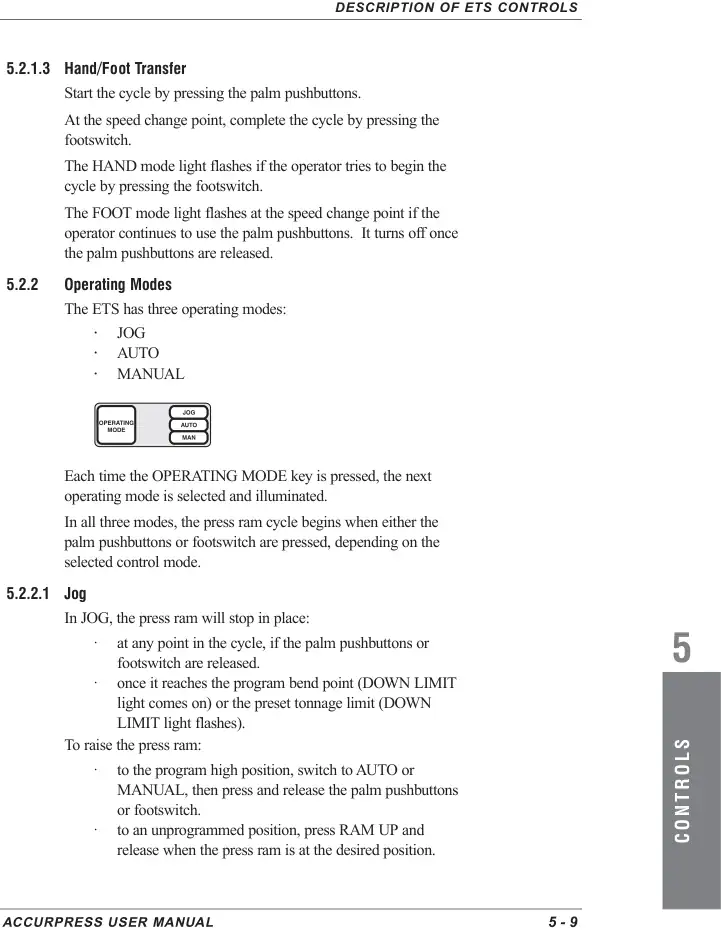 DESCRIPTION OF ETS CONTROLS
5.2.1.3 Hand/Foot Transfer
Start the cycle by pressing the palm pushbuttons.
At the speed change point, complete the cycle by pressing the
footswitch.
The HAND mode light flashes if the operator tries to begin the
cycle by pressing the footswitch.
The FOOT mode light flashes at the speed change point if the
operator continues to use the palm pushbuttons. It turns off once
the palm pushbuttons are released.
5.2.2 Operating Modes
The ETS has three operating modes:
· JOG
· AUTO
· MANUAL
OPERATING
MODE
JOG
AUTO
MAN
Each time the OPERATING MODE key is pressed, the next
operating mode is selected and illuminated.
In all three modes, the press ram cycle begins when either the
palm pushbuttons or footswitch are pressed, depending on the
selected control mode.
5.2.2.1 Jog
In JOG, the press ram will stop in place:
· at any point in the cycle, if the palm pushbuttons or
footswitch are released.
· once it reaches the program bend point (DOWN LIMIT
light comes on) or the preset tonnage limit (DOWN
LIMIT light flashes).
To raise the press ram:
· to the program high position, switch to AUTO or
MANUAL, then press and release the palm pushbuttons
or footswitch.
· to an unprogrammed position, press RAM UP and
release when the press ram is at the desired position.
5
CONTROLS
ACCURPRESS USER MANUAL 5 - 9